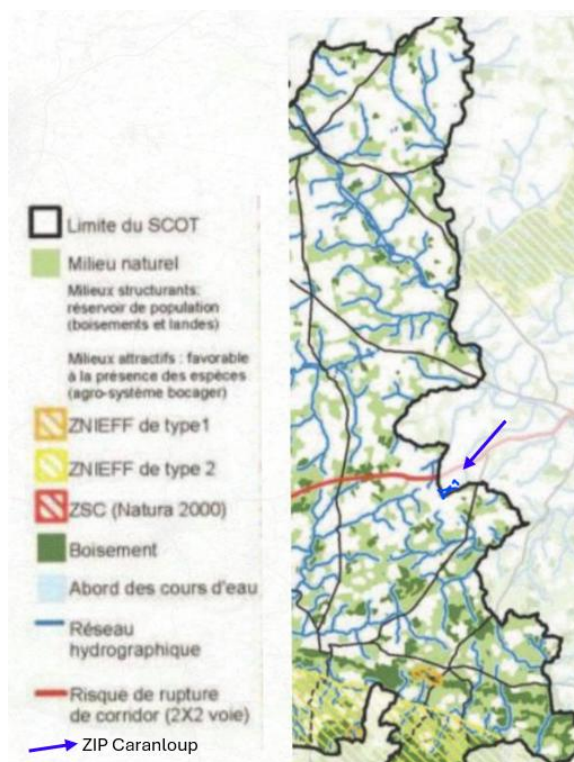 Limite du SCOT
Milieu naturel
Milieux structurants:
réservoir de population
(boisements et landes)
Milieux attractifs : favorable
à la présence des espèces
(agro-système bocager)
ZNIEFF de type1
ZNIEFF de type 2
ZSC (Natura 2000)
Boisement
Abord des cours d'eau
Réseau
hydrographique
Risque de rupture
de corridor (2X2 voie)
ZIP Caranloup